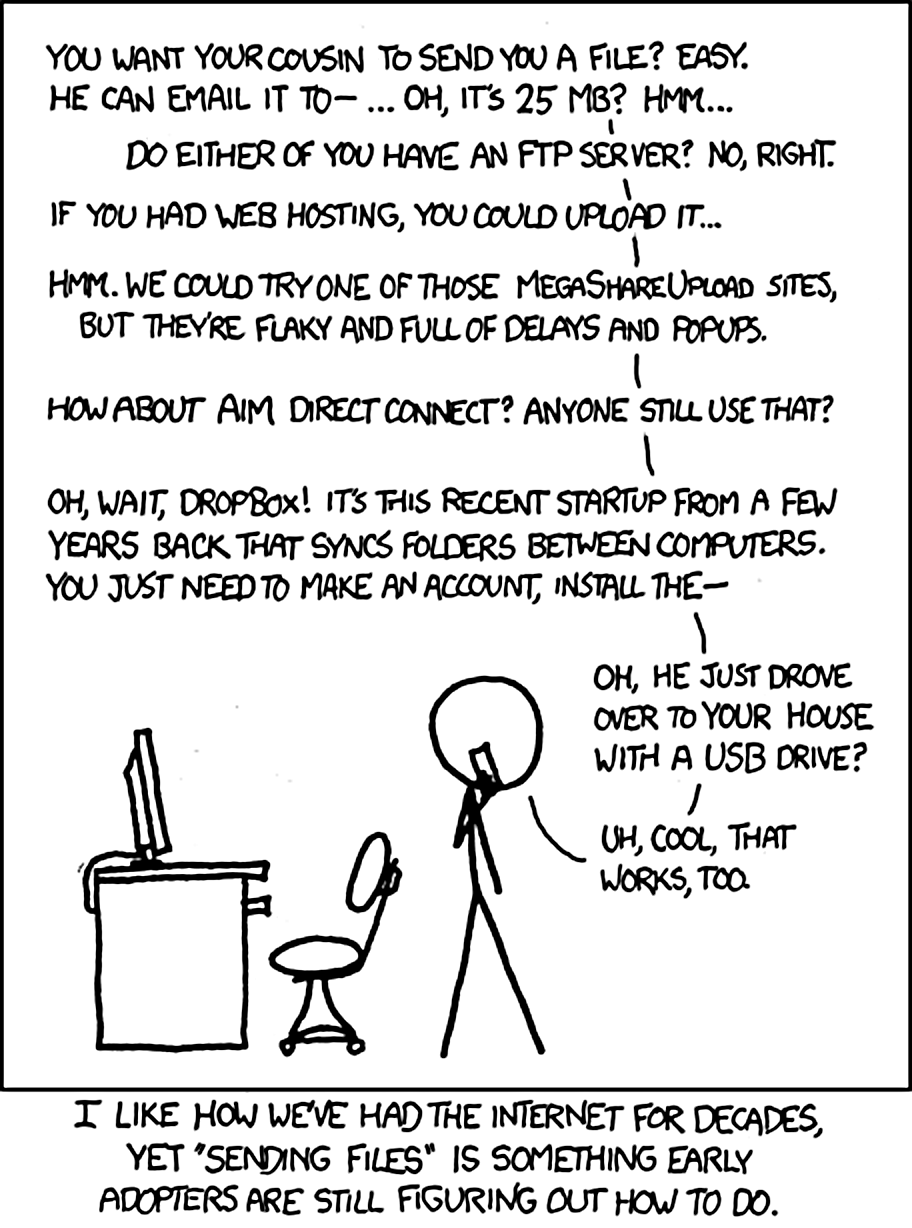 YOU WANT YOUR COUSIN TO SEND YOU A FILE? EASY.
HE CAN EMAIL IT TO— ... OH, IT'S 25 MB? HMM...
DO EITHER OF YOU HAVE AN FTP SERVER? NO, RIGHT.
IF YOU HAD WEB HOSTING, YOU COULD UPLOAD IT...
HMM. WE COULD TRY ONE OF THOSE MEGASHAREUPLOAD SITES,
BUT THEY'RE FLAKY AND FULL OF DELAYS AND POPUPS.
HOW ABOUT AIM DIRECT CONNECT? ANYONE STILL USE THAT?
OH, WAIT, DROPBOX! IT'S THIS RECENT STARTUP FROM A FEW
YEARS BACK THAT SYNCS FOLDERS BETWEEN COMPUTERS.
YOU JUST NEED TO MAKE AN ACCOUNT, INSTALL THE—
OH, HE JUST DROVE
OVER TO YOUR HOUSE
WITH A USB DRIVE?
UH, COOL, THAT
WORKS, TOO.
I LIKE HOW WE'VE HAD THE INTERNET FOR DECADES,
YET "SENDING FILES" IS SOMETHING EARLY
ADOPTERS ARE STILL FIGURING OUT HOW TO DO.